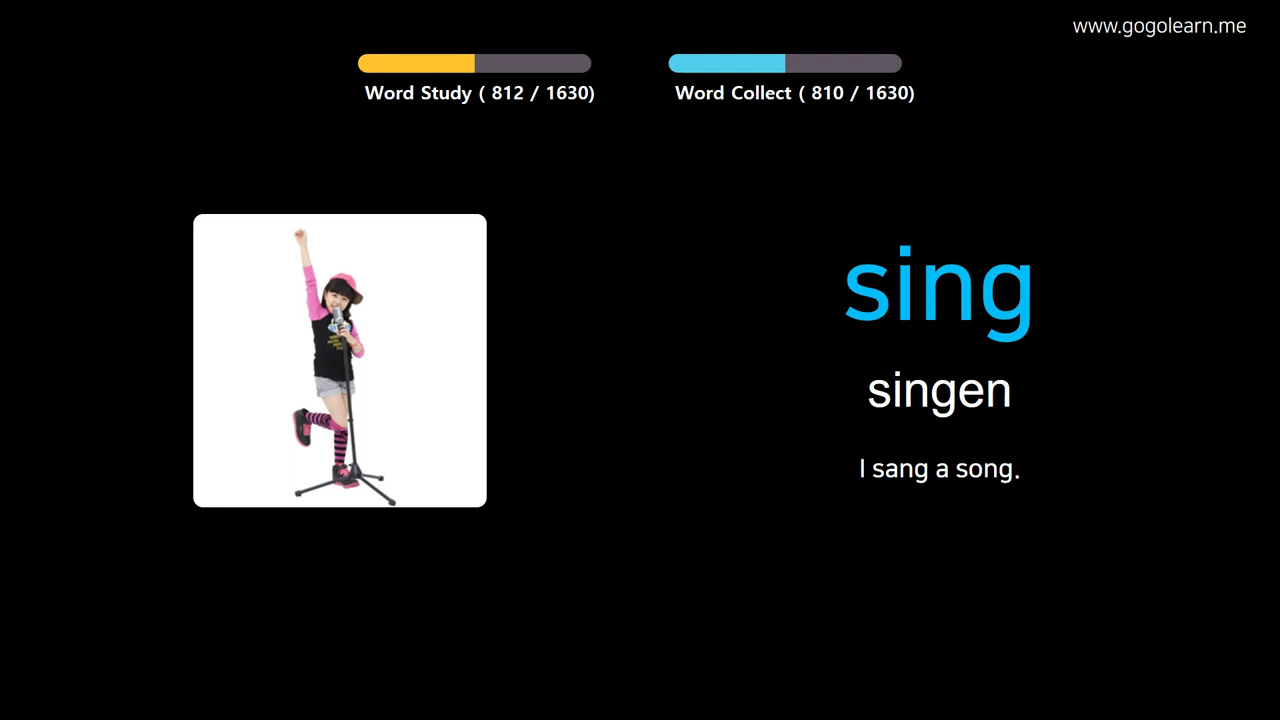 www.gogolearn.me
Word Study ( 812 / 1630)
Word Collect ( 810 / 1630)
sing
singen
I sang a song.